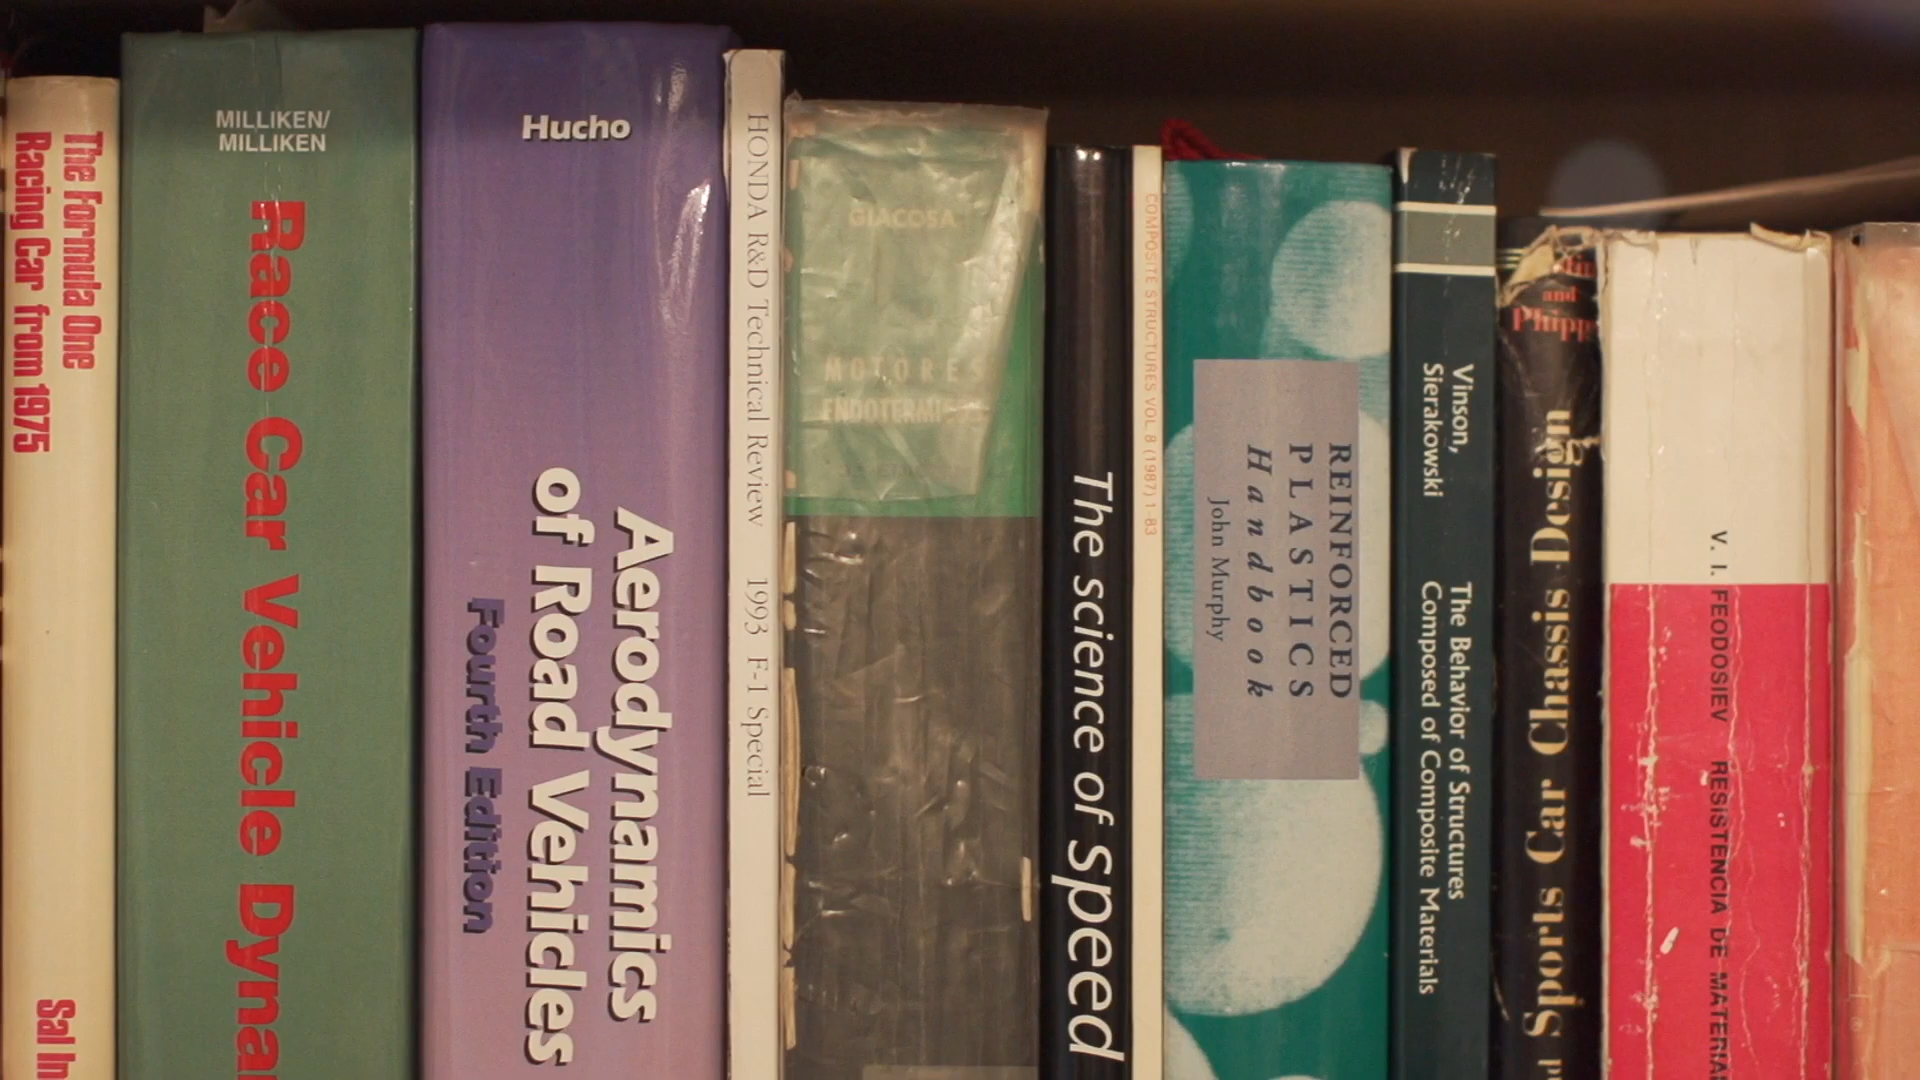 The Formula One
Racing Car from 1975
Sal In
MILLIKEN/
MILLIKEN
Race Car Vehicle Dyna
Hucho
Aerodynamics
of Road Vehicles
Fourth Edition
HONDA R&D Technical Review 1993 F-1 Special
GIACOSA
MOTORES
ENDOTERMI
The science of Speed
COMPOSITE STRUCTURES VOL 8 (1987) 1-83
REINFORCED
PLASTICS
Handbook
John Murphy
Vinson,
Sierakowski
The Behavior of Structures
Composed of Composite Materials
and
Phipp
Sports Car Chassis Design
V. I. FEODOSIEV RESISTENCIA DE MATERIA